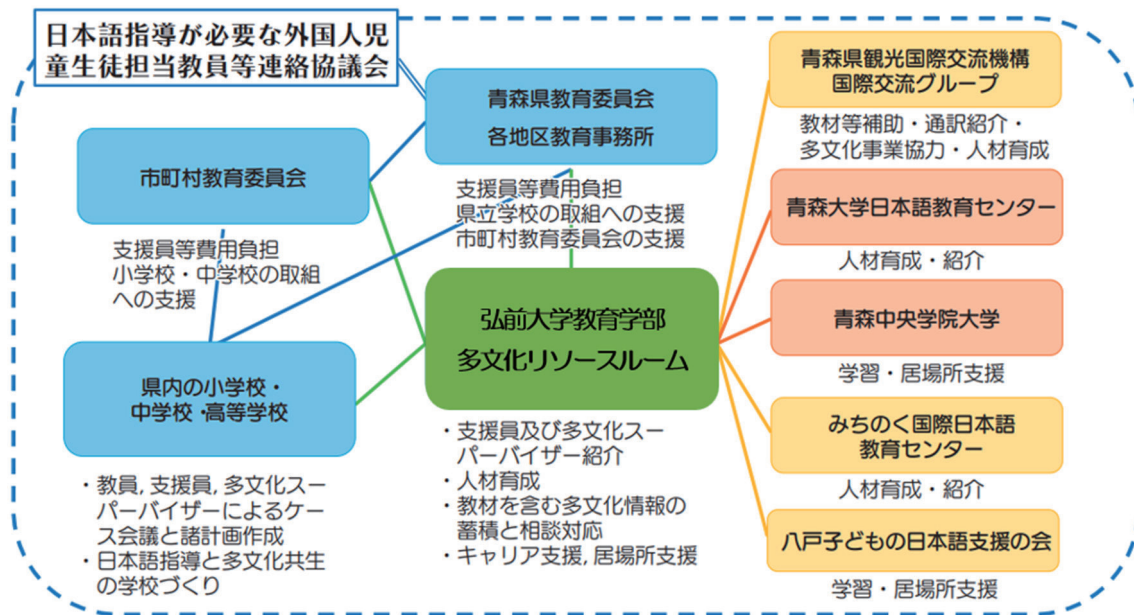 日本語指導が必要な外国人児
童生徒担当教員等連絡協議会
青森県教育委員会
各地区教育事務所
市町村教育委員会
支援員等費用負担
県立学校の取組への支援
市町村教育委員会の支援
支援員等費用負担
小学校・中学校の取組
への支援
弘前大学教育学部
多文化リソースルーム
県内の小学校・
中学校・高等学校
・支援員及び多文化スー
パーバイザー紹介
・人材育成
・教材を含む多文化情報の
蓄積と相談対応
・キャリア支援, 居場所支援
・教員, 支援員, 多文化スー
パーバイザーによるケー
ス会議と諸計画作成
・日本語指導と多文化共生
の学校づくり
青森県観光国際交流機構
国際交流グループ
教材等補助・通訳紹介・
多文化事業協力・人材育成
青森大学日本語教育センター
人材育成・紹介
青森中央学院大学
学習・居場所支援
みちのく国際日本語
教育センター
人材育成・紹介
八戸子どもの日本語支援の会
学習・居場所支援